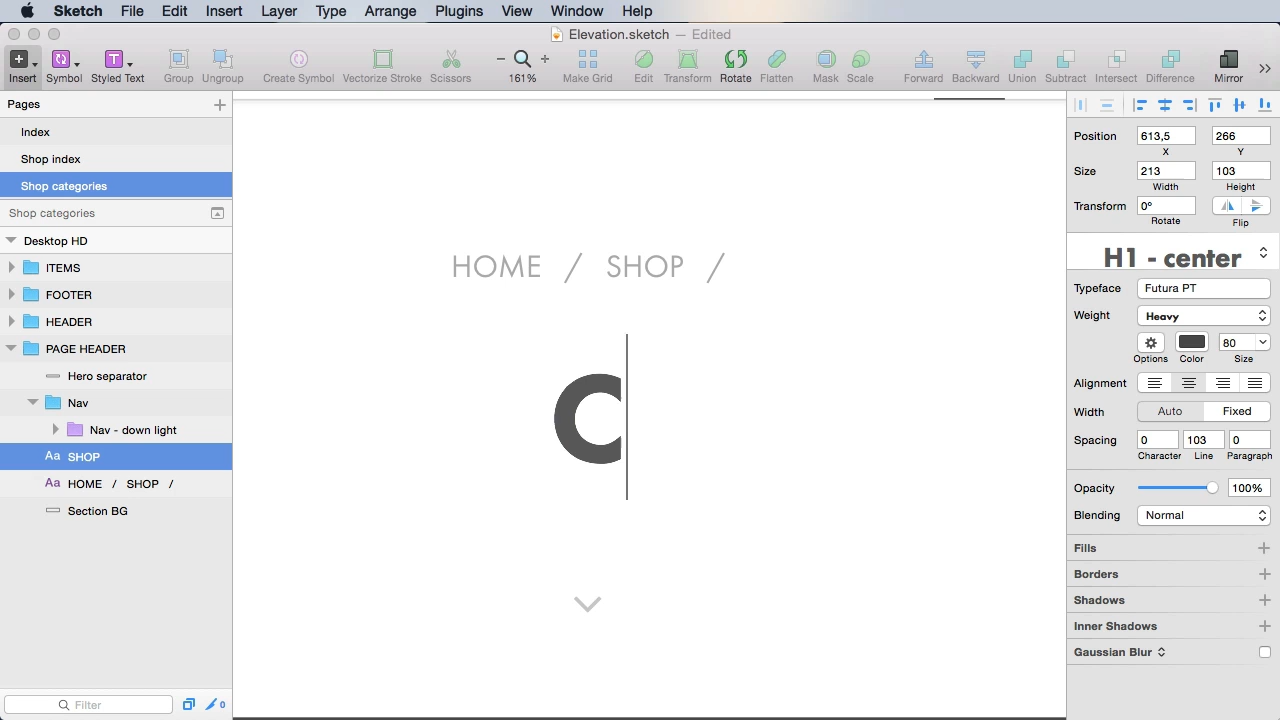 Sketch File Edit Insert Layer Type Arrange Plugins View Window Help
Elevation.sketch — Edited
Insert Symbol Styled Text Group Ungroup Create Symbol Vectorize Stroke Scissors 161% Make Grid Edit Transform Rotate Flatten Mask Scale Forward Backward Union Subtract Intersect Difference Mirror
Pages
Index
Shop index
Shop categories
Shop categories
Desktop HD
ITEMS
FOOTER
HEADER
PAGE HEADER
Hero separator
Nav
Nav - down light
Aa SHOP
Aa HOME / SHOP /
Section BG
Filter
0
HOME / SHOP /
C
Position 613,5 266
X Y
Size 213 103
Width Height
Transform 0°
Rotate Flip
H1 - center
Typeface Futura PT
Weight Heavy
80
Options Color Size
Alignment
Width Auto Fixed
Spacing 0 103 0
Character Line Paragraph
Opacity 100%
Blending Normal
Fills
Borders
Shadows
Inner Shadows
Gaussian Blur